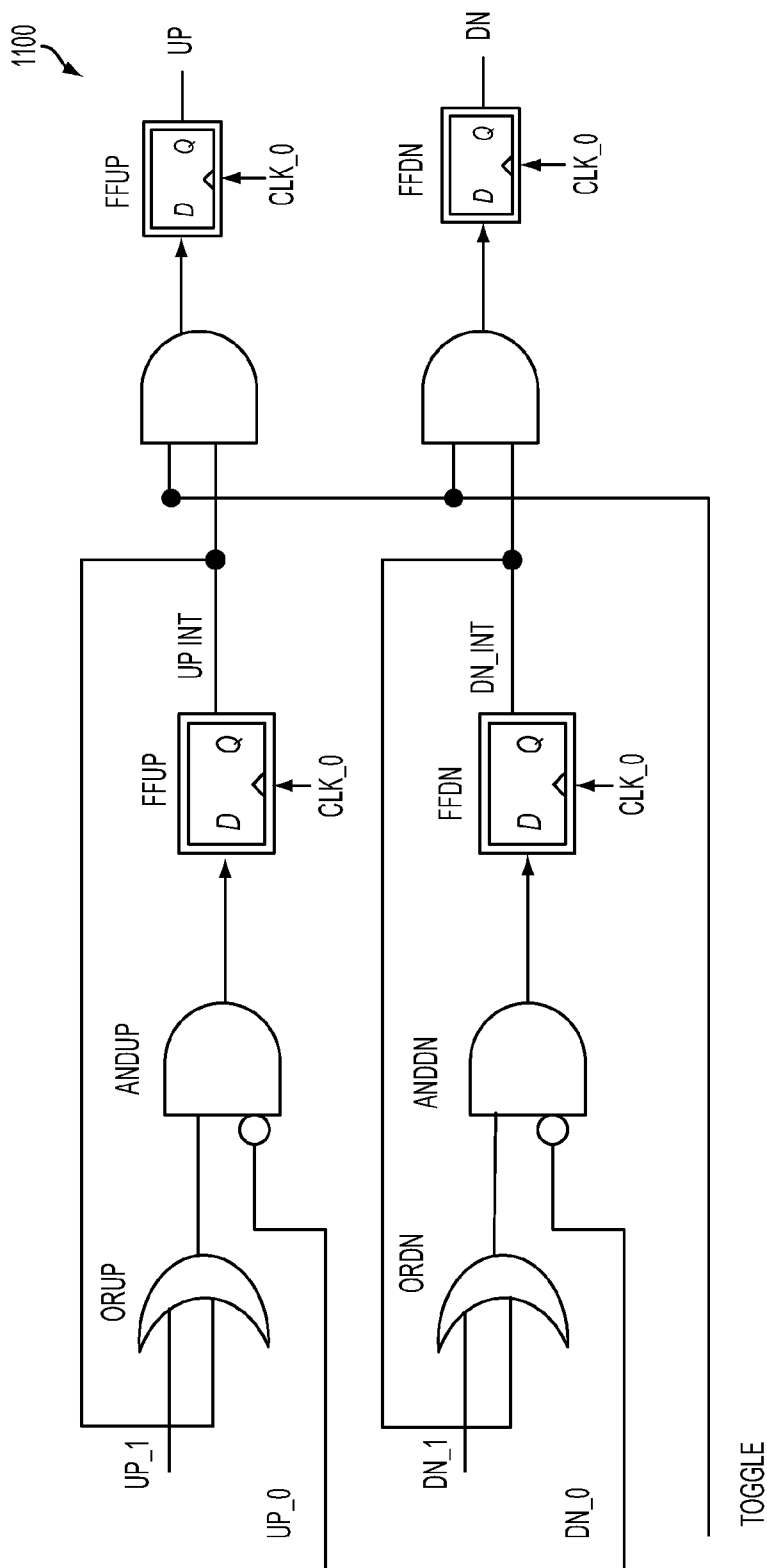 1100
UP_1
UP_0
ORUP
ANDUP
FFUP
D
Q
CLK_0
UP INT
FFUP
D
Q
CLK_0
UP
DN_1
DN_0
ORDN
ANDDN
FFDN
D
Q
CLK_0
DN_INT
FFDN
D
Q
CLK_0
DN
TOGGLE